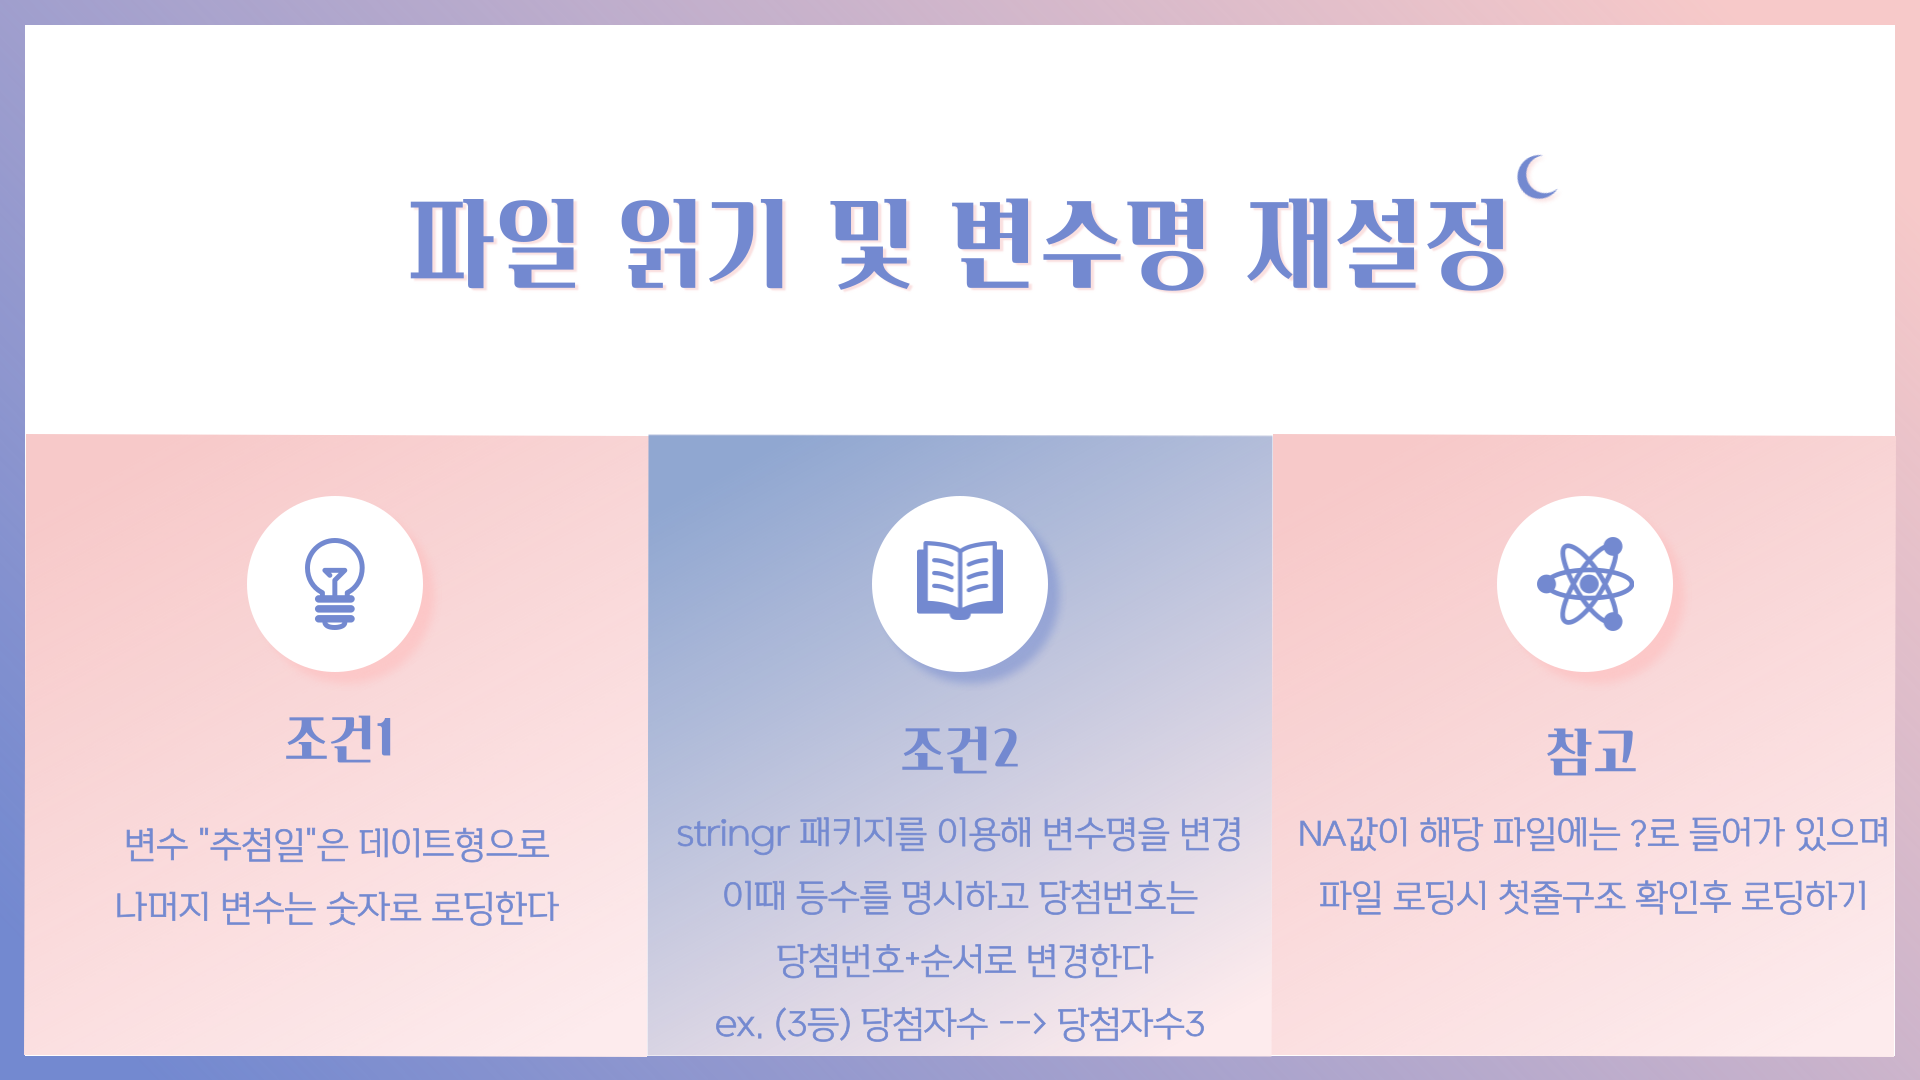 파일 읽기 및 변수명 재설정
조건1
변수 "추첨일"은 데이트형으로
나머지 변수는 숫자로 로딩한다
조건2
stringr 패키지를 이용해 변수명을 변경
이때 등수를 명시하고 당첨번호는
당첨번호+순서로 변경한다
ex. (3등) 당첨자수 --> 당첨자수3
참고
NA값이 해당 파일에는 ?로 들어가 있으며
파일 로딩시 첫줄구조 확인후 로딩하기